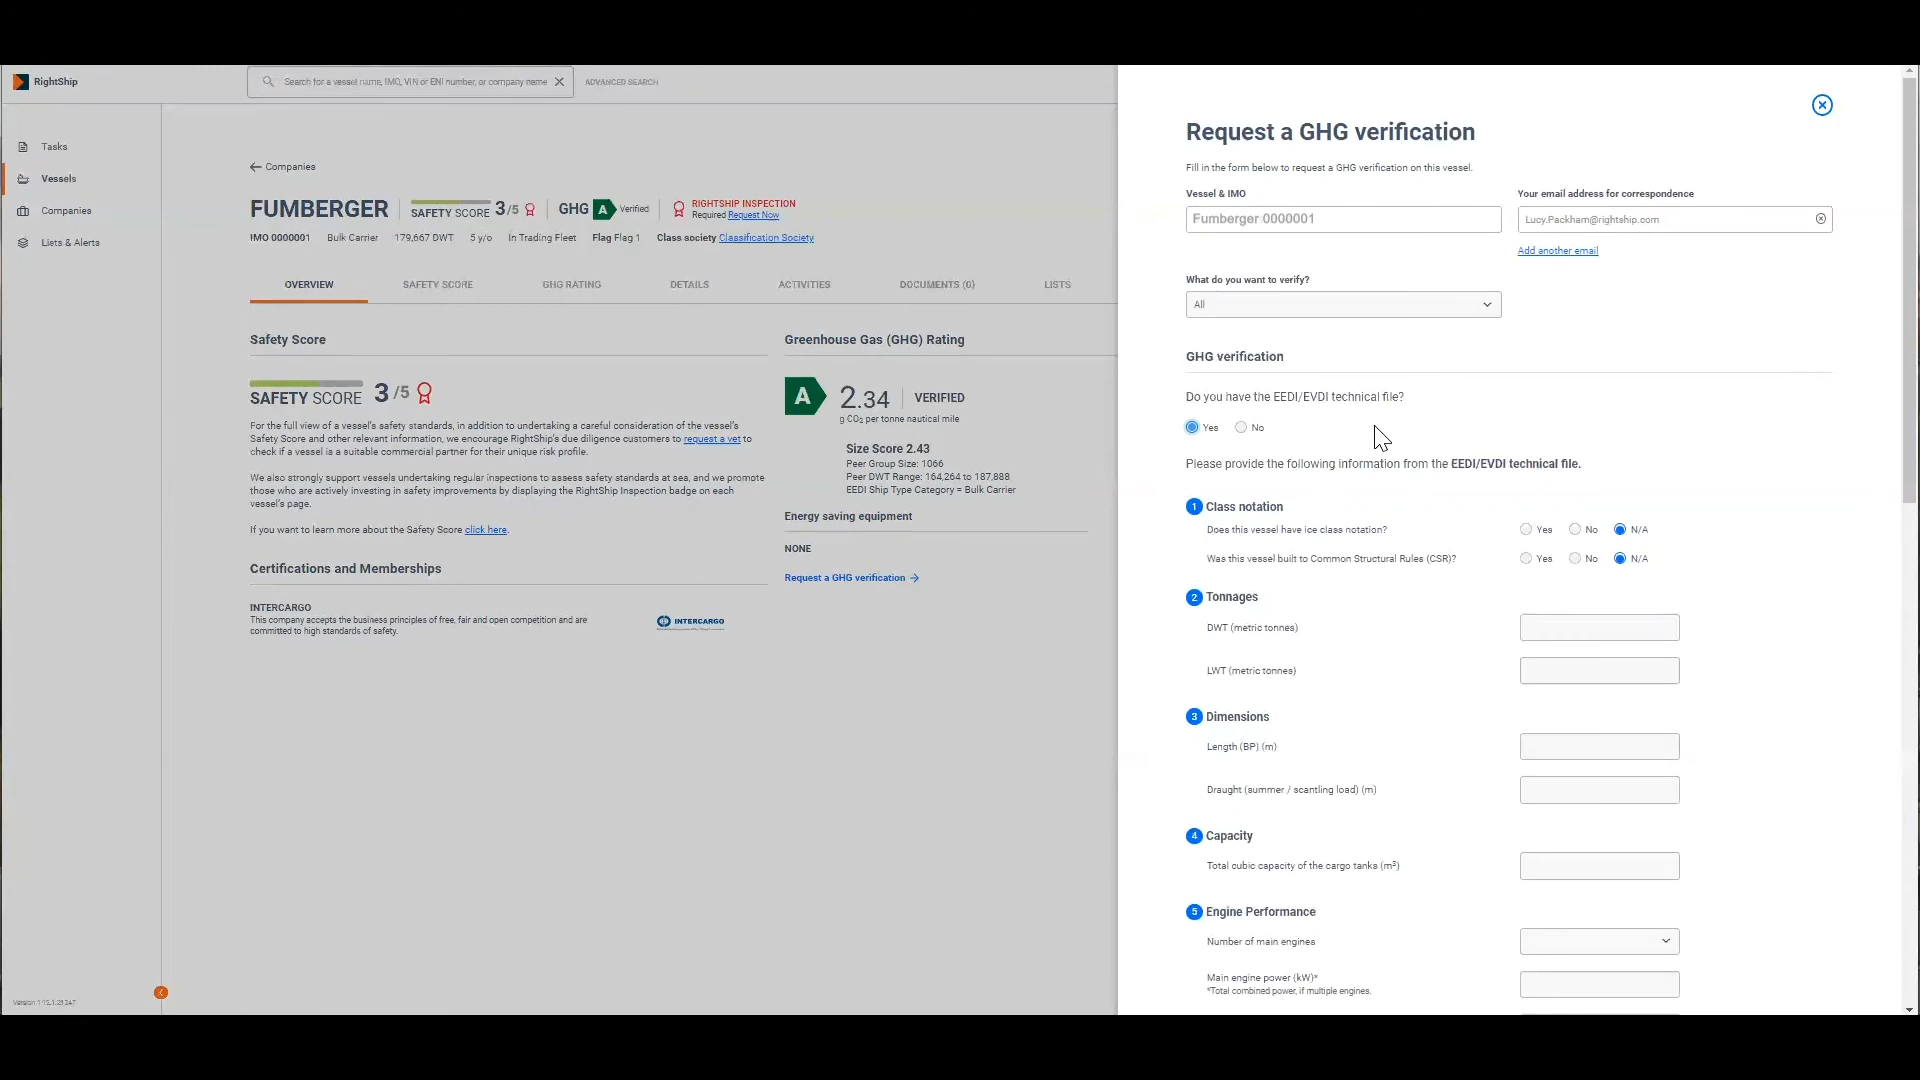 RightShip
Search for a vessel name, IMO, VIN or ENI number, or company name
ADVANCED SEARCH
Tasks
Vessels
Companies
Lists & Alerts
Companies
FUMBERGER
SAFETY SCORE 3/5
GHG A Verified
RIGHTSHIP INSPECTION
Required Request Now
IMO 0000001 Bulk Carrier 179,667 DWT 5 y/o In Trading Fleet Flag Flag 1 Class society Classification Society
OVERVIEW SAFETY SCORE GHG RATING DETAILS ACTIVITIES DOCUMENTS (0) LISTS
Safety Score
SAFETY SCORE 3/5
For the full view of a vessel's safety standards, in addition to undertaking a careful consideration of the vessel's
Safety Score and other relevant information, we encourage RightShip's due diligence customers to request a vet to
check if a vessel is a suitable commercial partner for their unique risk profile.
We also strongly support vessels undertaking regular inspections to assess safety standards at sea, and we promote
those who are actively investing in safety improvements by displaying the RightShip Inspection badge on each
vessel's page.
If you want to learn more about the Safety Score click here.
Certifications and Memberships
INTERCARGO
This company accepts the business principles of free, fair and open competition and are
committed to high standards of safety.
INTERCARGO
Greenhouse Gas (GHG) Rating
A 2.34 VERIFIED
g CO₂ per tonne nautical mile
Size Score 2.43
Peer Group Size: 1066
Peer DWT Range: 164,264 to 187,888
EEDI Ship Type Category = Bulk Carrier
Energy saving equipment
NONE
Request a GHG verification
Request a GHG verification
Fill in the form below to request a GHG verification on this vessel.
Vessel & IMO
Fumberger 0000001
Your email address for correspondence
Lucy.Packham@rightship.com
Add another email
What do you want to verify?
All
GHG verification
Do you have the EEDI/EVDI technical file?
Yes No
Please provide the following information from the EEDI/EVDI technical file.
1 Class notation
Does this vessel have ice class notation? Yes No N/A
Was this vessel built to Common Structural Rules (CSR)? Yes No N/A
2 Tonnages
DWT (metric tonnes)
LWT (metric tonnes)
3 Dimensions
Length (BP) (m)
Draught (summer / scantling load) (m)
4 Capacity
Total cubic capacity of the cargo tanks (m³)
5 Engine Performance
Number of main engines
Main engine power (kW)*
*Total combined power, if multiple engines.